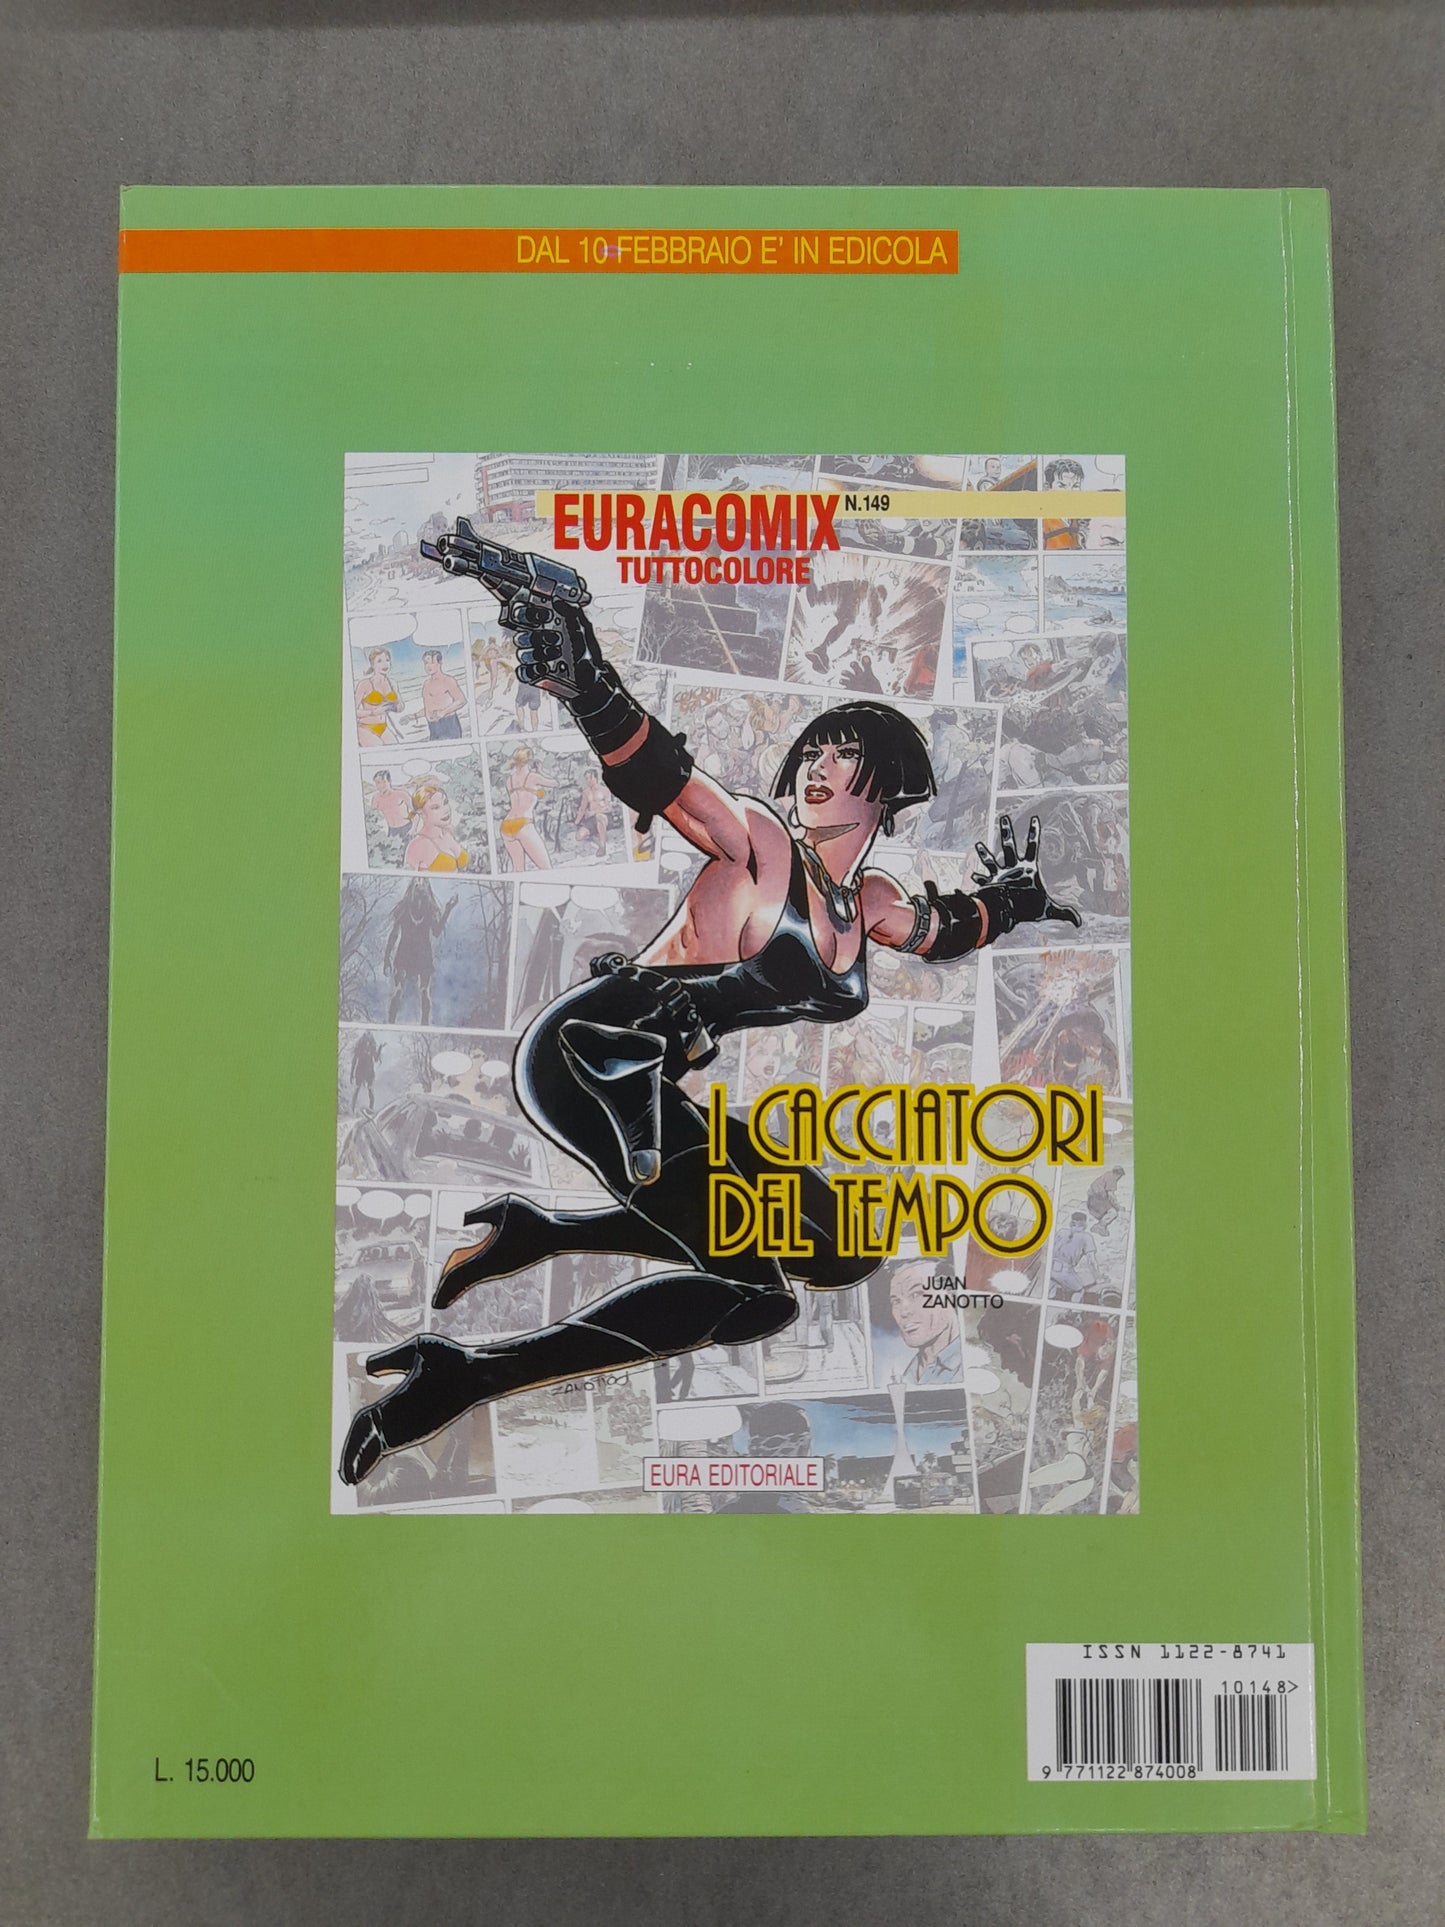 DAL 10 FEBBRAIO E' IN EDICOLA
EURACOMIX N.149
TUTTOCOLORE
I CACCIATORI
DEL TEMPO
JUAN
ZANOTTO
ZANOTTO
EURA EDITORIALE
ISSN 1122-8741
10148>
9 771122 874008
L. 15.000